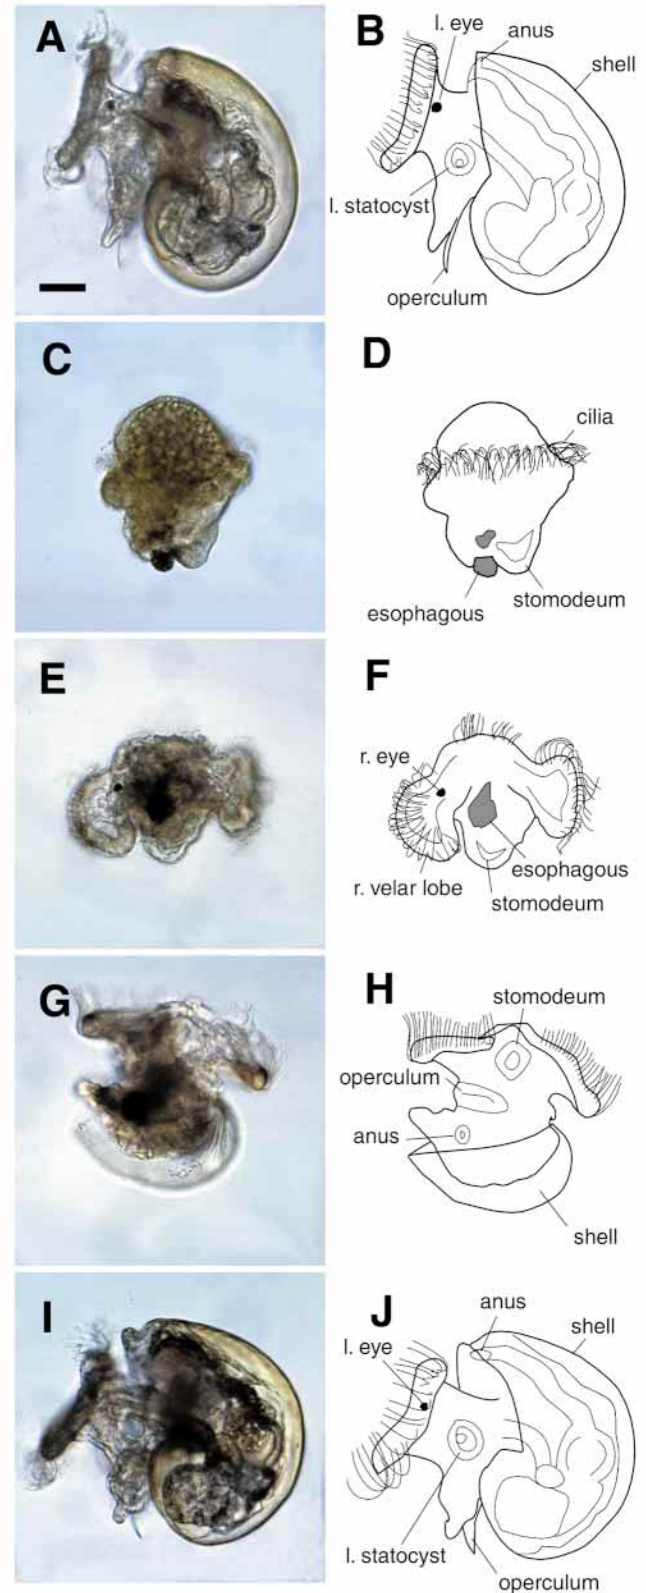 A
B
l. eye
anus
shell
l. statocyst
operculum
C
D
cilia
esophagous
stomodeum
E
F
r. eye
esophagous
r. velar lobe
stomodeum
G
H
stomodeum
operculum
anus
shell
I
J
anus
shell
l. eye
l. statocyst
operculum